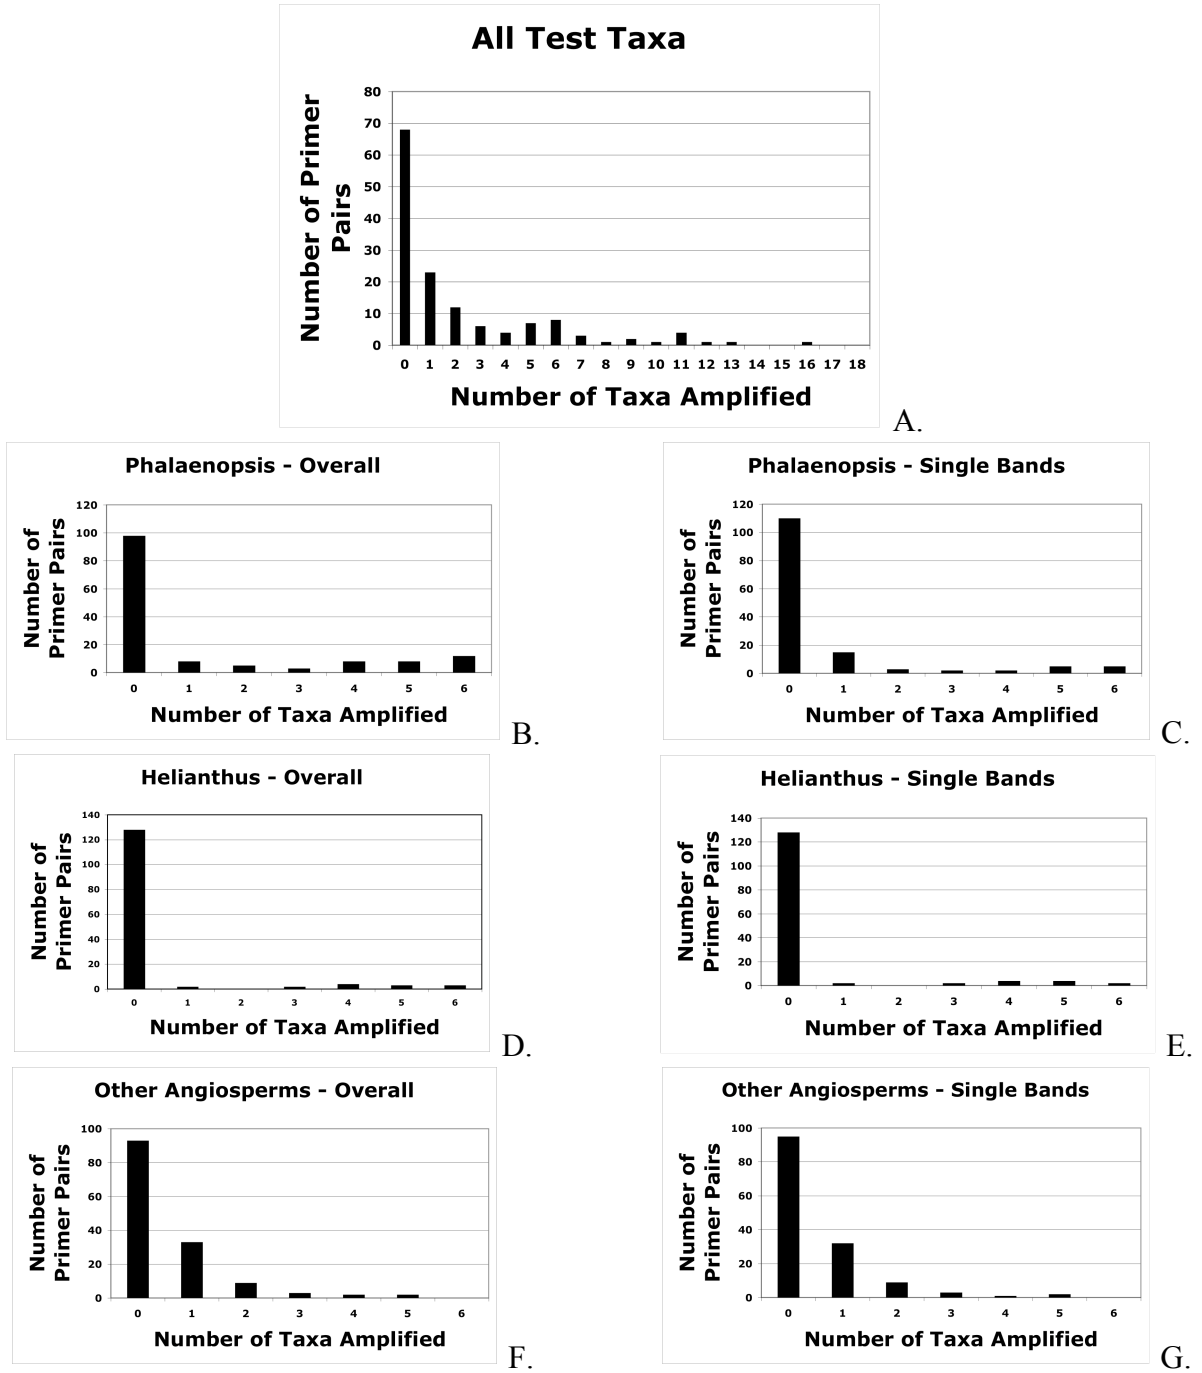 All Test Taxa
Number of Primer
Pairs
80
70
60
50
40
30
20
10
0
0 1 2 3 4 5 6 7 8 9 10 11 12 13 14 15 16 17 18
Number of Taxa Amplified
A.
Phalaenopsis - Overall
Number of
Primer Pairs
120
100
80
60
40
20
0
0 1 2 3 4 5 6
Number of Taxa Amplified
B.
Phalaenopsis - Single Bands
Number of
Primer Pairs
120
100
80
60
40
20
0
0 1 2 3 4 5 6
Number of Taxa Amplified
C.
Helianthus - Overall
Number of
Primer Pairs
140
120
100
80
60
40
20
0
0 1 2 3 4 5 6
Number of Taxa Amplified
D.
Helianthus - Single Bands
Number of
Primer Pairs
140
120
100
80
60
40
20
0
0 1 2 3 4 5 6
Number of Taxa Amplified
E.
Other Angiosperms - Overall
Number of
Primer Pairs
100
80
60
40
20
0
0 1 2 3 4 5 6
Number of Taxa Amplified
F.
Other Angiosperms - Single Bands
Number of
Primer Pairs
100
80
60
40
20
0
0 1 2 3 4 5 6
Number of Taxa Amplified
G.